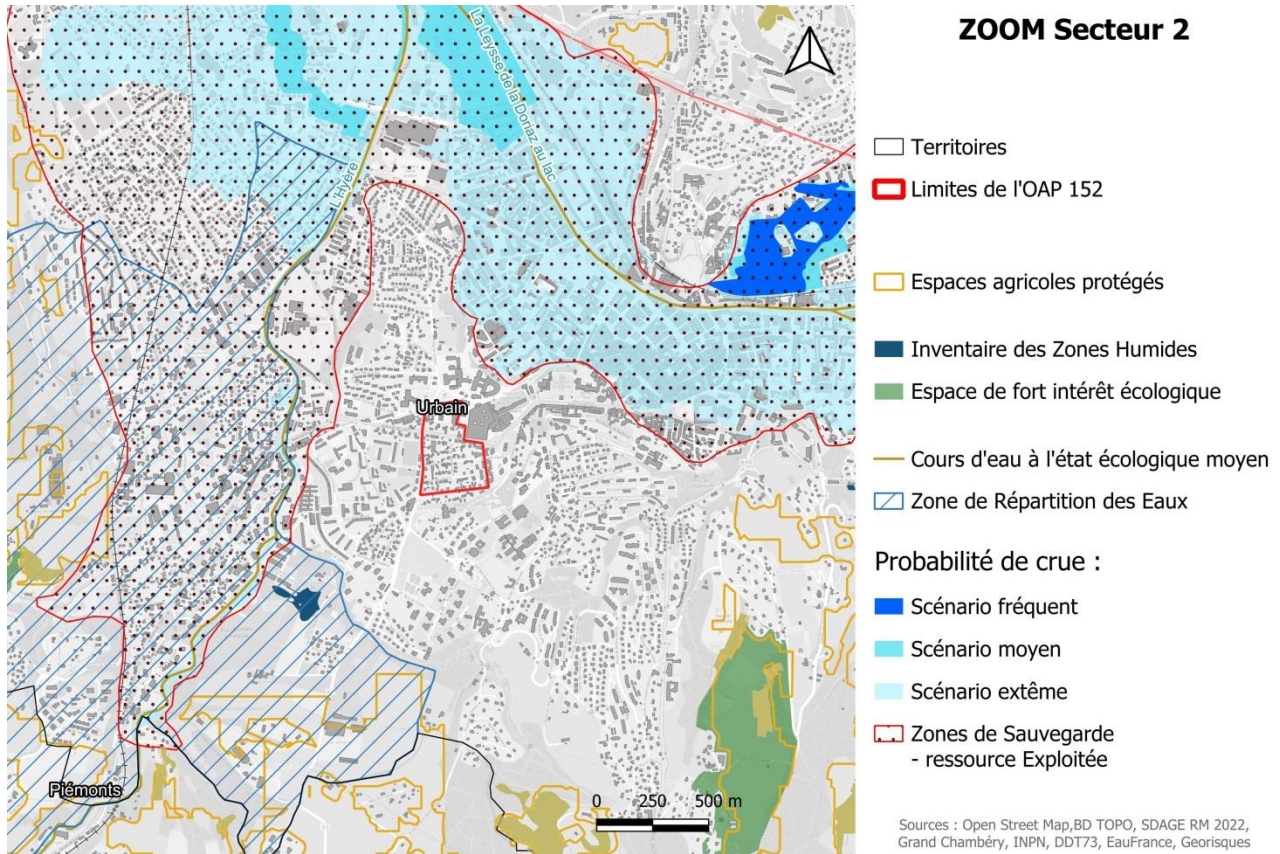 ZOOM Secteur 2
La Leysse de la Doriaz au lac
L'Hyère
Urbain
Piémonts
0 250 500 m
Territoires
Limites de l'OAP 152
Espaces agricoles protégés
Inventaire des Zones Humides
Espace de fort intérêt écologique
Cours d'eau à l'état écologique moyen
Zone de Répartition des Eaux
Probabilité de crue :
Scénario fréquent
Scénario moyen
Scénario extême
Zones de Sauvegarde
- ressource Exploitée
Sources : Open Street Map,BD TOPO, SDAGE RM 2022,
Grand Chambéry, INPN, DDT73, EauFrance, Georisques